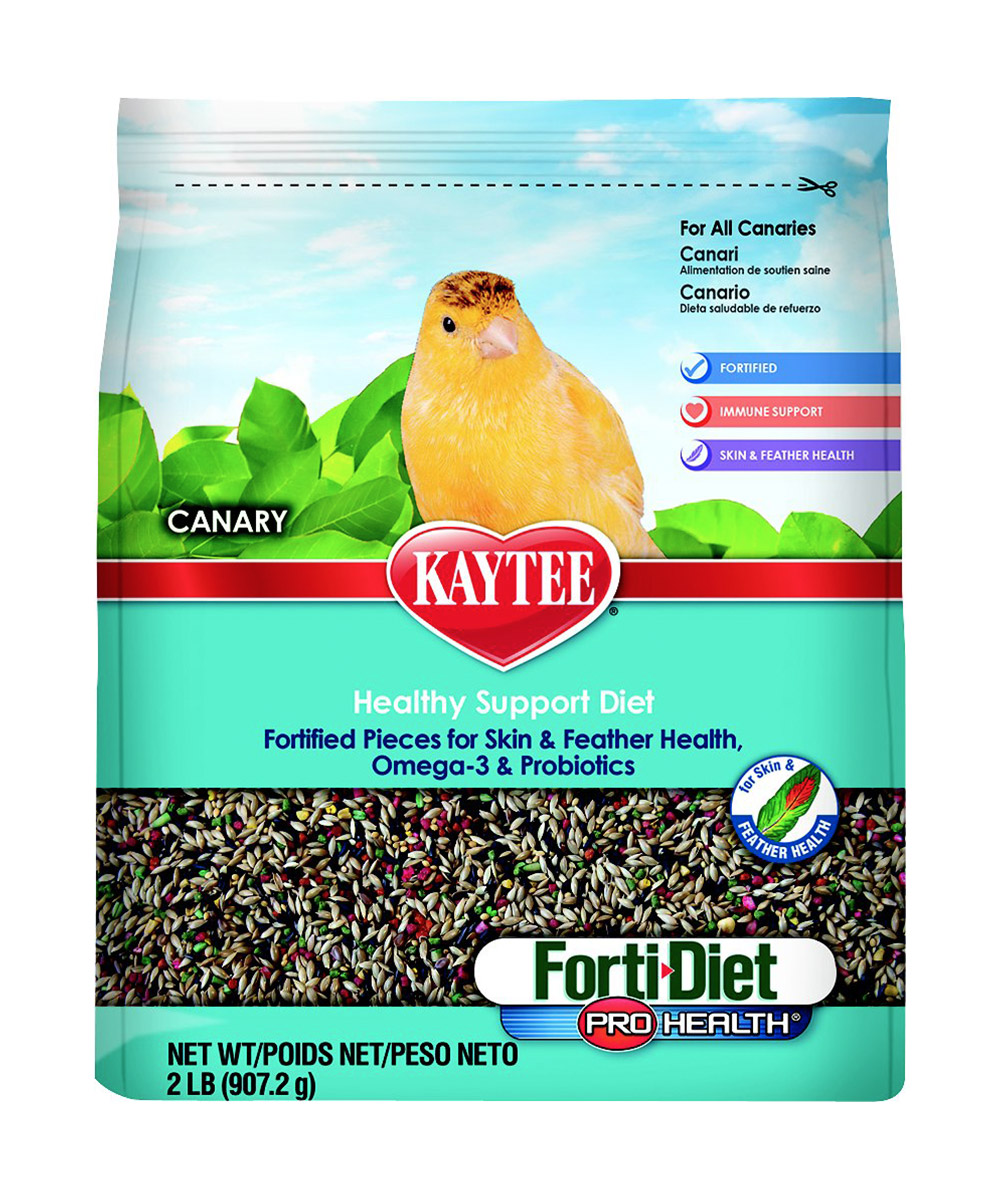 For All Canaries
Canari
Alimentation de soutien saine
Canario
Dieta saludable de refuerzo
FORTIFIED
IMMUNE SUPPORT
SKIN & FEATHER HEALTH
CANARY
KAYTEE®
Healthy Support Diet
Fortified Pieces for Skin & Feather Health,
Omega-3 & Probiotics
for Skin &
FEATHER HEALTH
Forti-Diet
PRO HEALTH®
NET WT/POIDS NET/PESO NETO
2 LB (907.2 g)